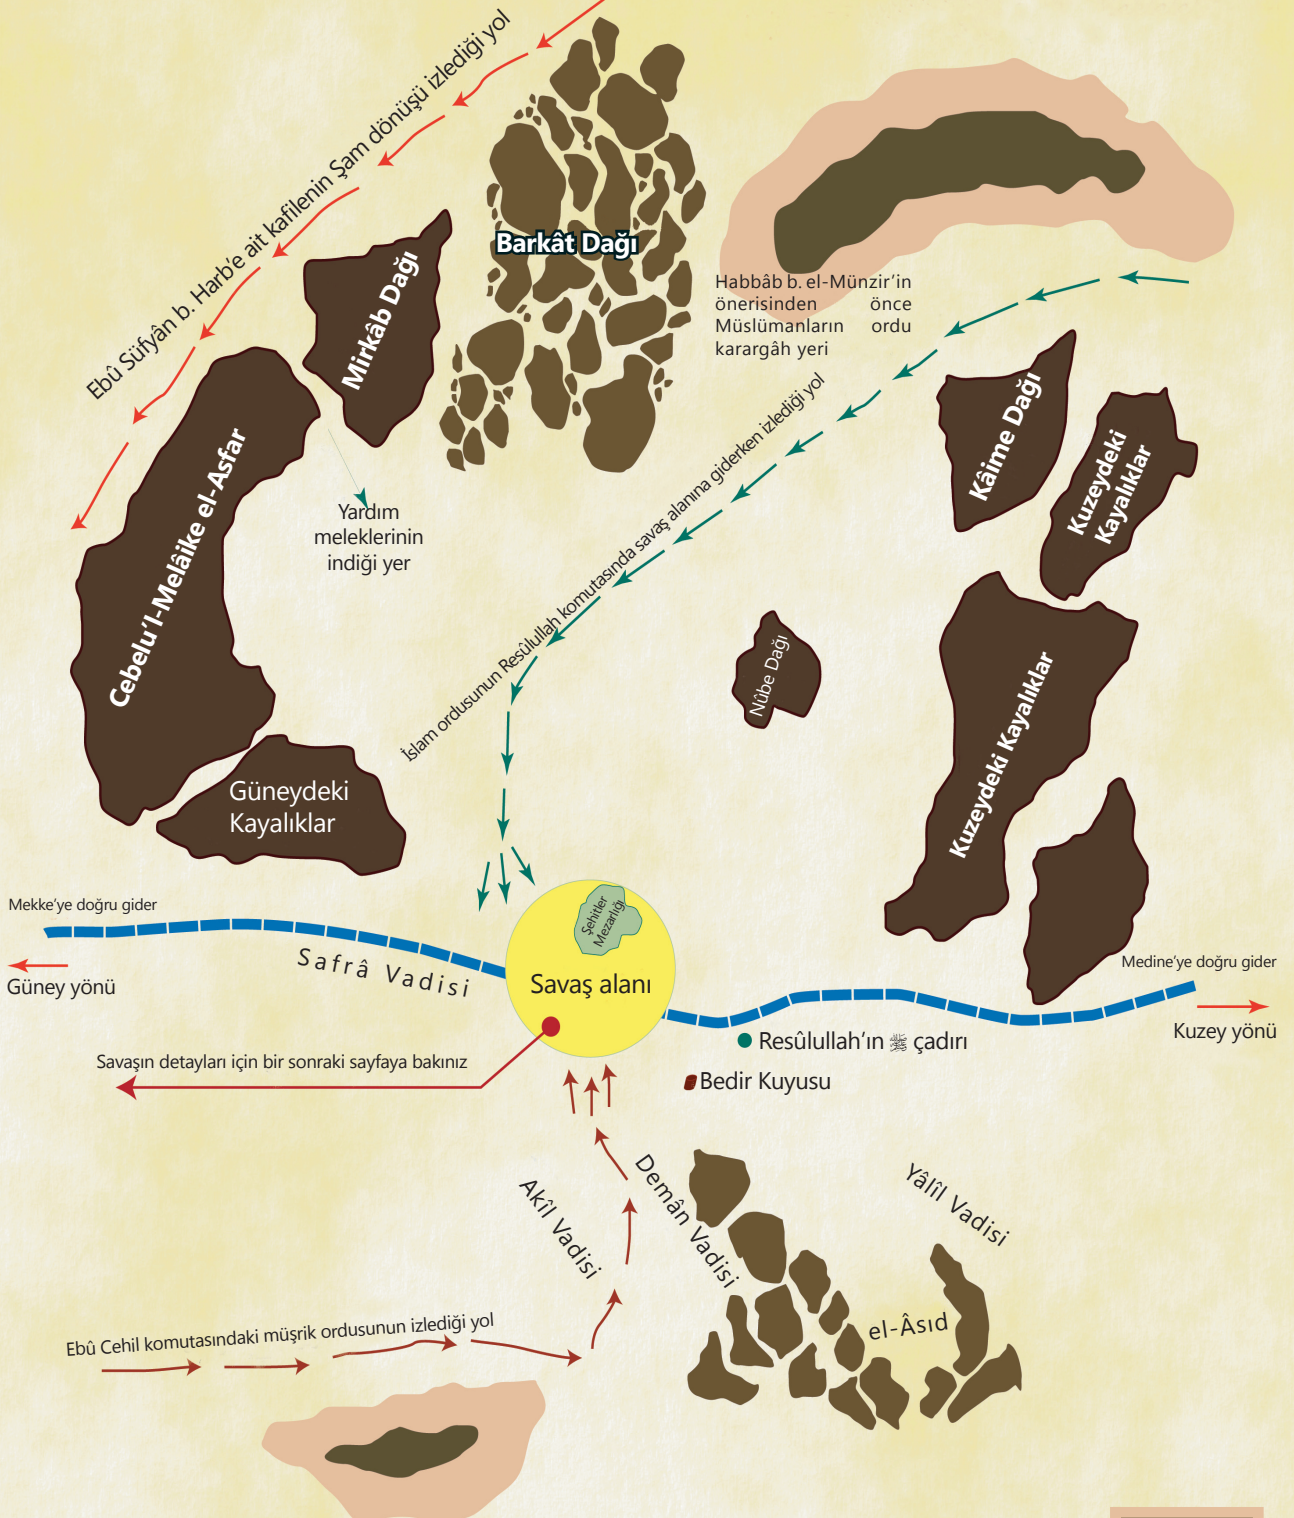 Ebû Süfyân b. Harb'e ait kafilenin Şam dönüşü izlediği yol
Barkât Dağı
Mirkâb Dağı
Habbâb b. el-Münzir'in
önerisinden önce
Müslümanların ordu
karargâh yeri
Kâime Dağı
Kuzeydeki
Kayalıklar
Cebelu'l-Melâike el-Asfar
Yardım
meleklerinin
indiği yer
İslam ordusunun Resûlullah komutasında savaş alanına giderken izlediği yol
Nûbe Dağı
Kuzeydeki Kayalıklar
Güneydeki
Kayalıklar
Mekke'ye doğru gider
Güney yönü
Safrâ Vadisi
Şehitler
Mezarlığı
Savaş alanı
Medine'ye doğru gider
Kuzey yönü
Resûlullah'ın ﷺ çadırı
Savaşın detayları için bir sonraki sayfaya bakınız
Bedir Kuyusu
Akîl Vadisi
Demân Vadisi
Yâlîl Vadisi
el-Âsıd
Ebû Cehil komutasındaki müşrik ordusunun izlediği yol